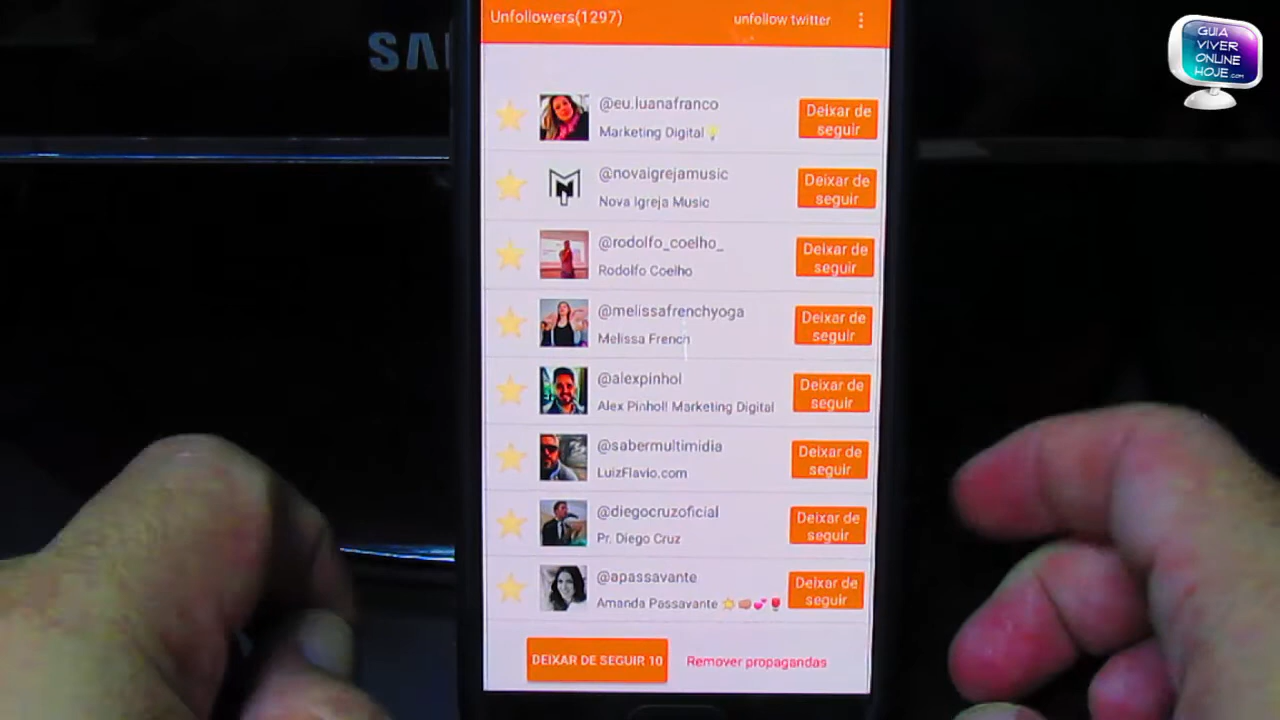 Unfollowers(1297)
unfollow twitter
GUIA
VIVER
ONLINE
HOJE.com
@eu.luanafranco
Marketing Digital
Deixar de
seguir
@novaigrejamusic
Nova Igreja Music
Deixar de
seguir
@rodolfo_coelho_
Rodolfo Coelho
Deixar de
seguir
@melissafrenchyoga
Melissa French
Deixar de
seguir
@alexpinhol
Alex Pinhol! Marketing Digital
Deixar de
seguir
@sabermultimidia
LuizFlavio.com
Deixar de
seguir
@diegocruzoficial
Pr. Diego Cruz
Deixar de
seguir
@apassavante
Amanda Passavante
Deixar de
seguir
DEIXAR DE SEGUIR 10
Remover propagandas